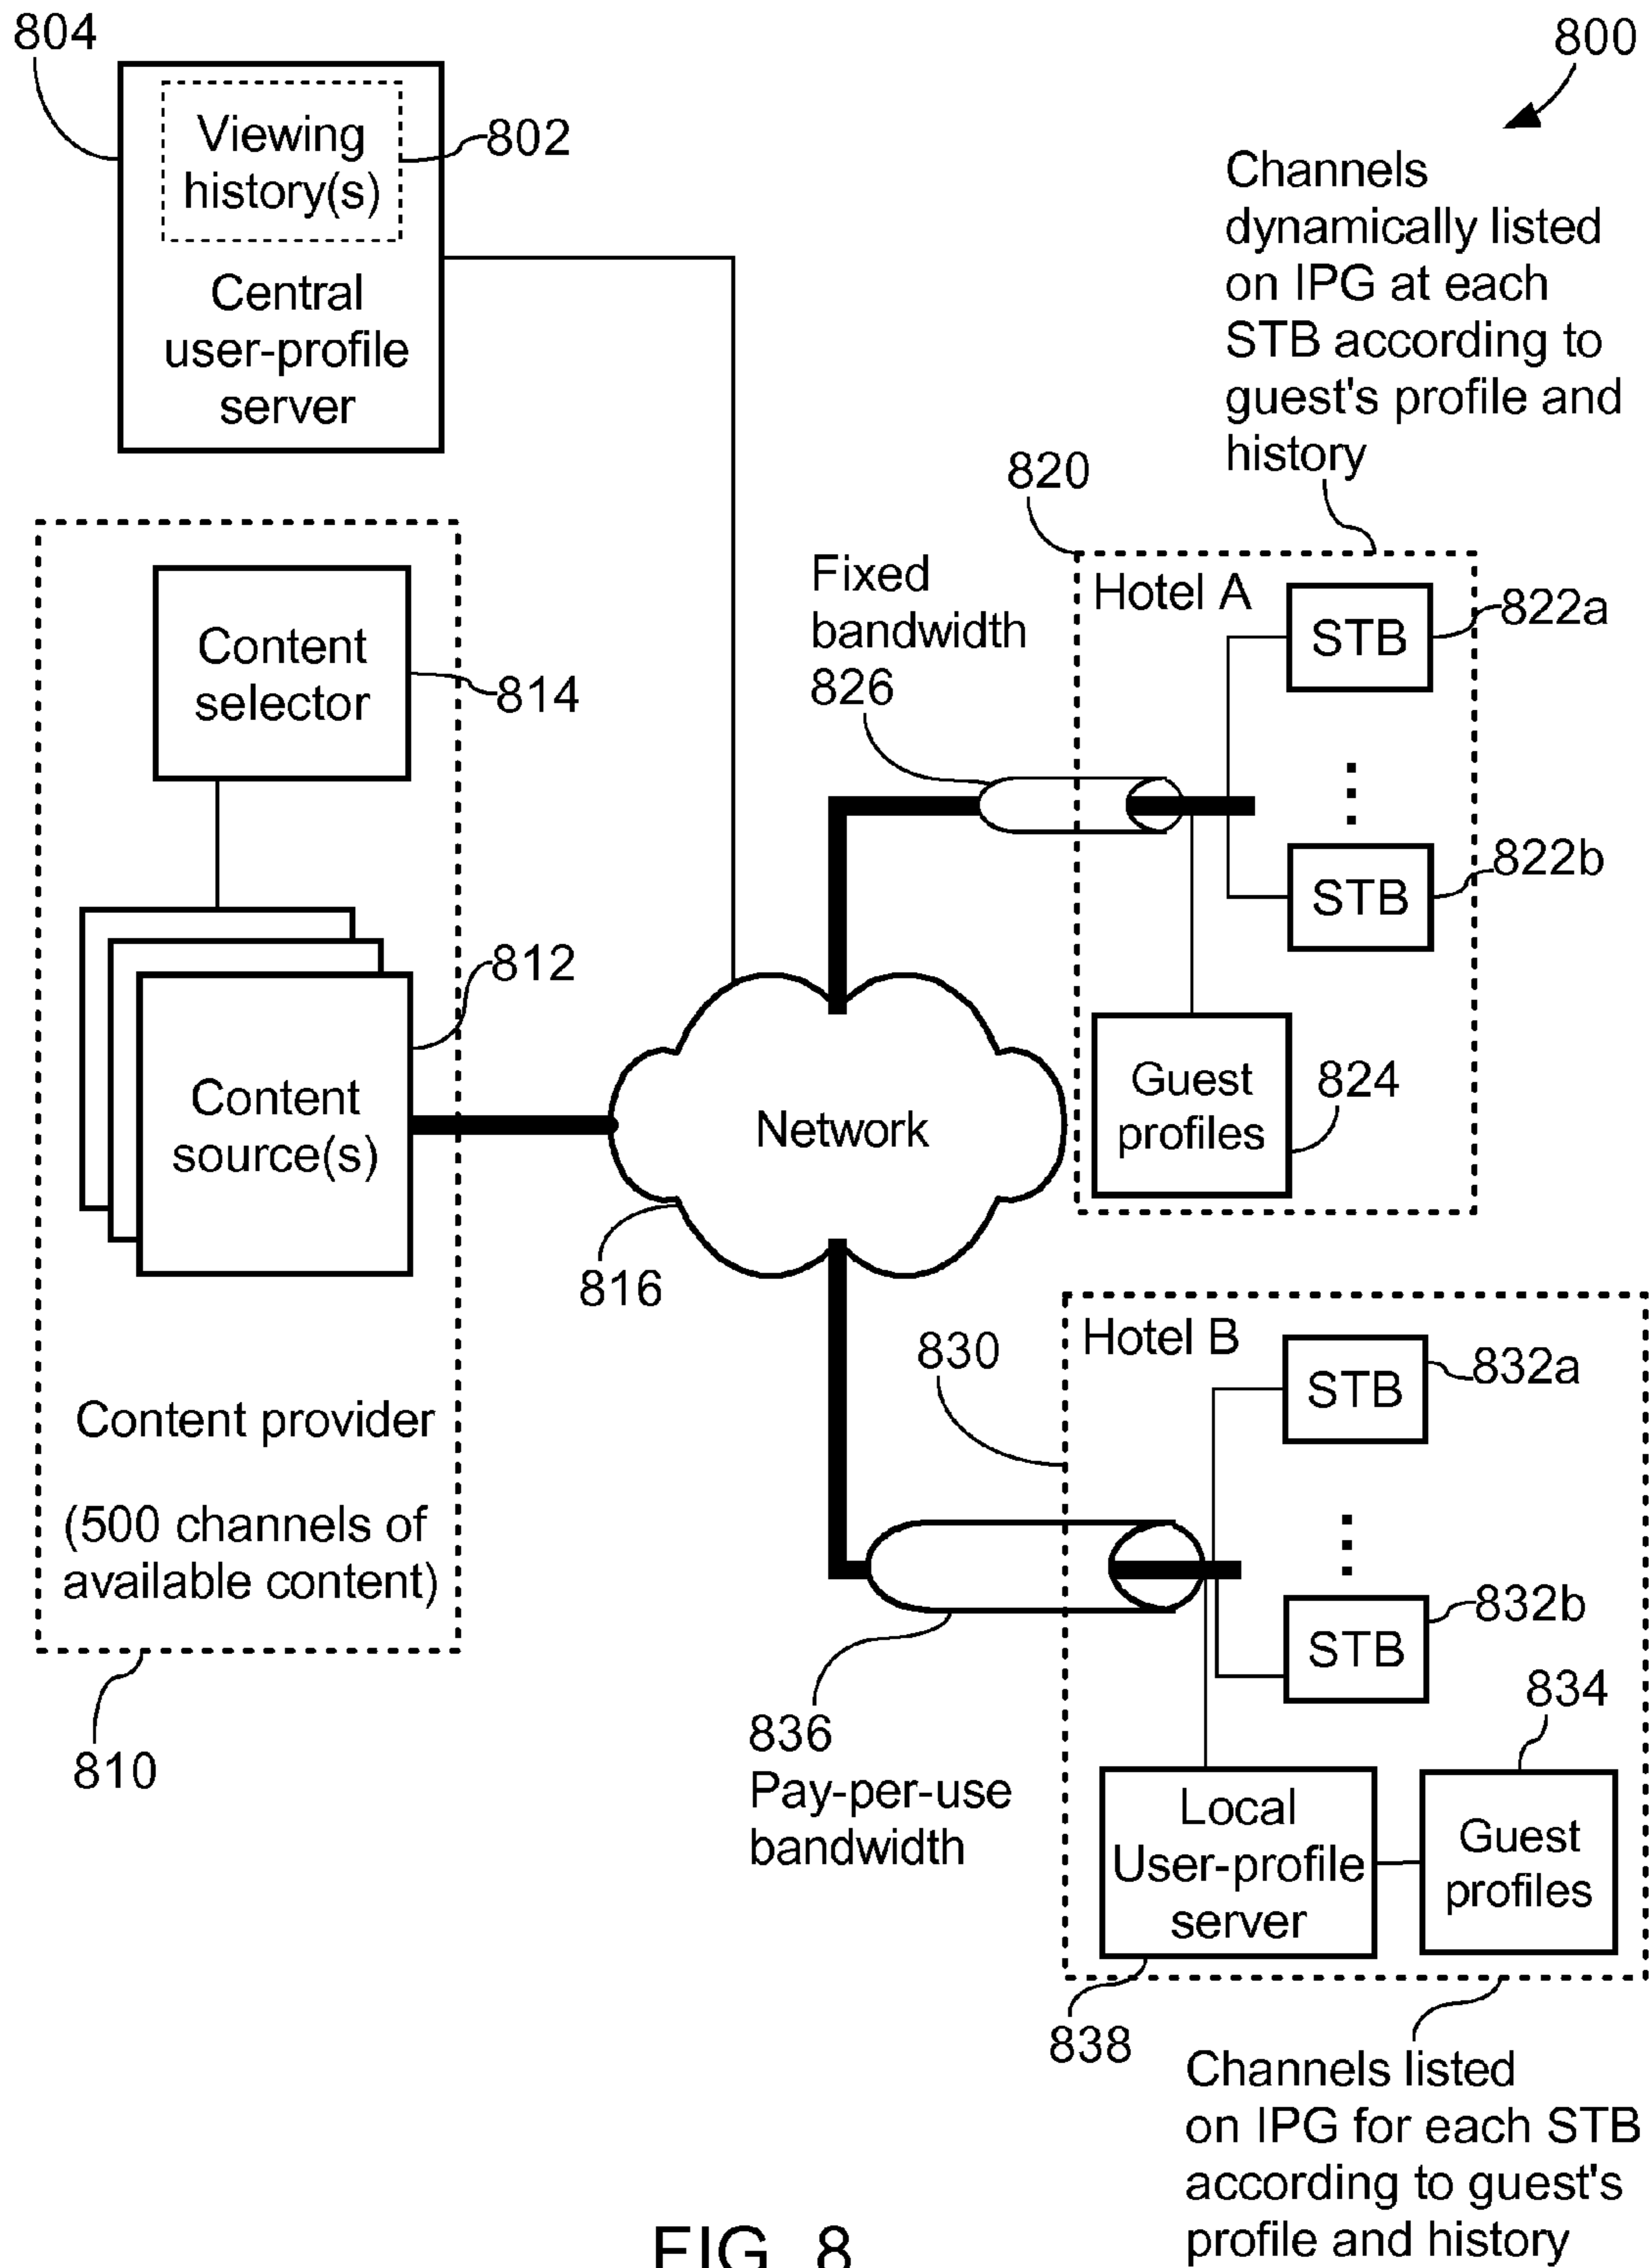 804
800
Viewing
history(s)
802
Central
user-profile
server
Channels
dynamically listed
on IPG at each
STB according to
guest's profile and
history
820
Content
selector
814
Fixed
bandwidth
826
Hotel A
STB
822a
STB
822b
812
Content
source(s)
Network
Guest
profiles
824
816
Content provider
(500 channels of
available content)
810
830
Hotel B
STB
832a
STB
832b
836
Pay-per-use
bandwidth
834
Local
User-profile
server
Guest
profiles
838
Channels listed
on IPG for each STB
according to guest's
profile and history
FIG. 8